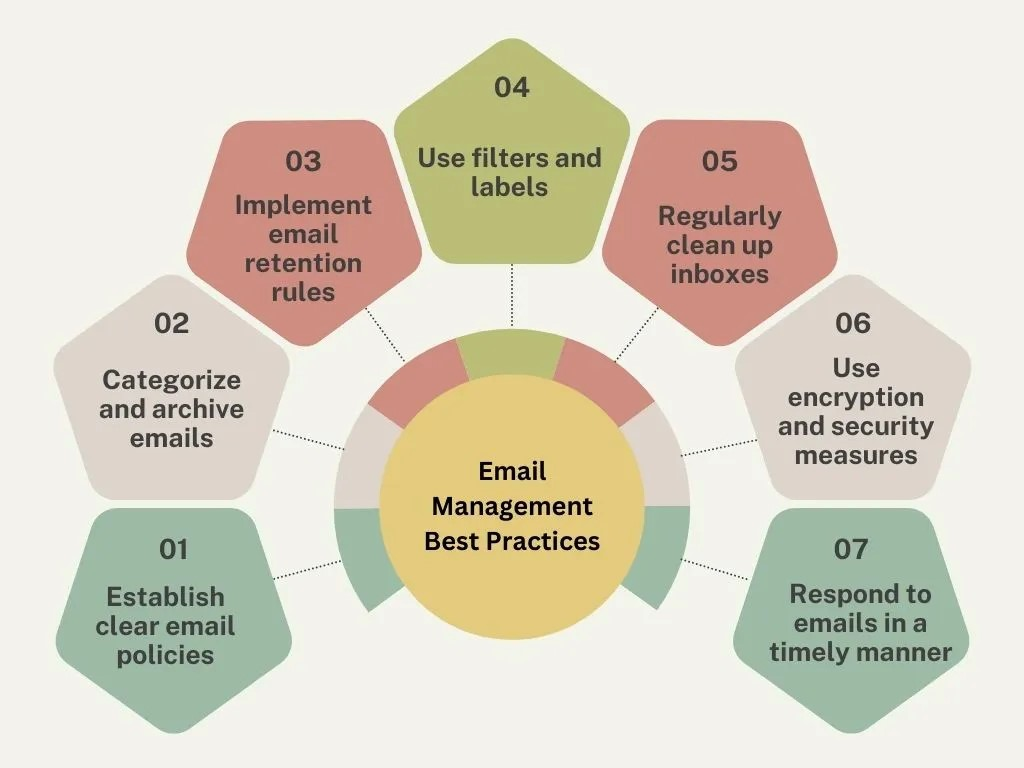 01
Establish
clear email
policies
02
Categorize
and archive
emails
03
Implement
email
retention
rules
04
Use filters and
labels
05
Regularly
clean up
inboxes
06
Use
encryption
and security
measures
07
Respond to
emails in a
timely manner
Email
Management
Best Practices